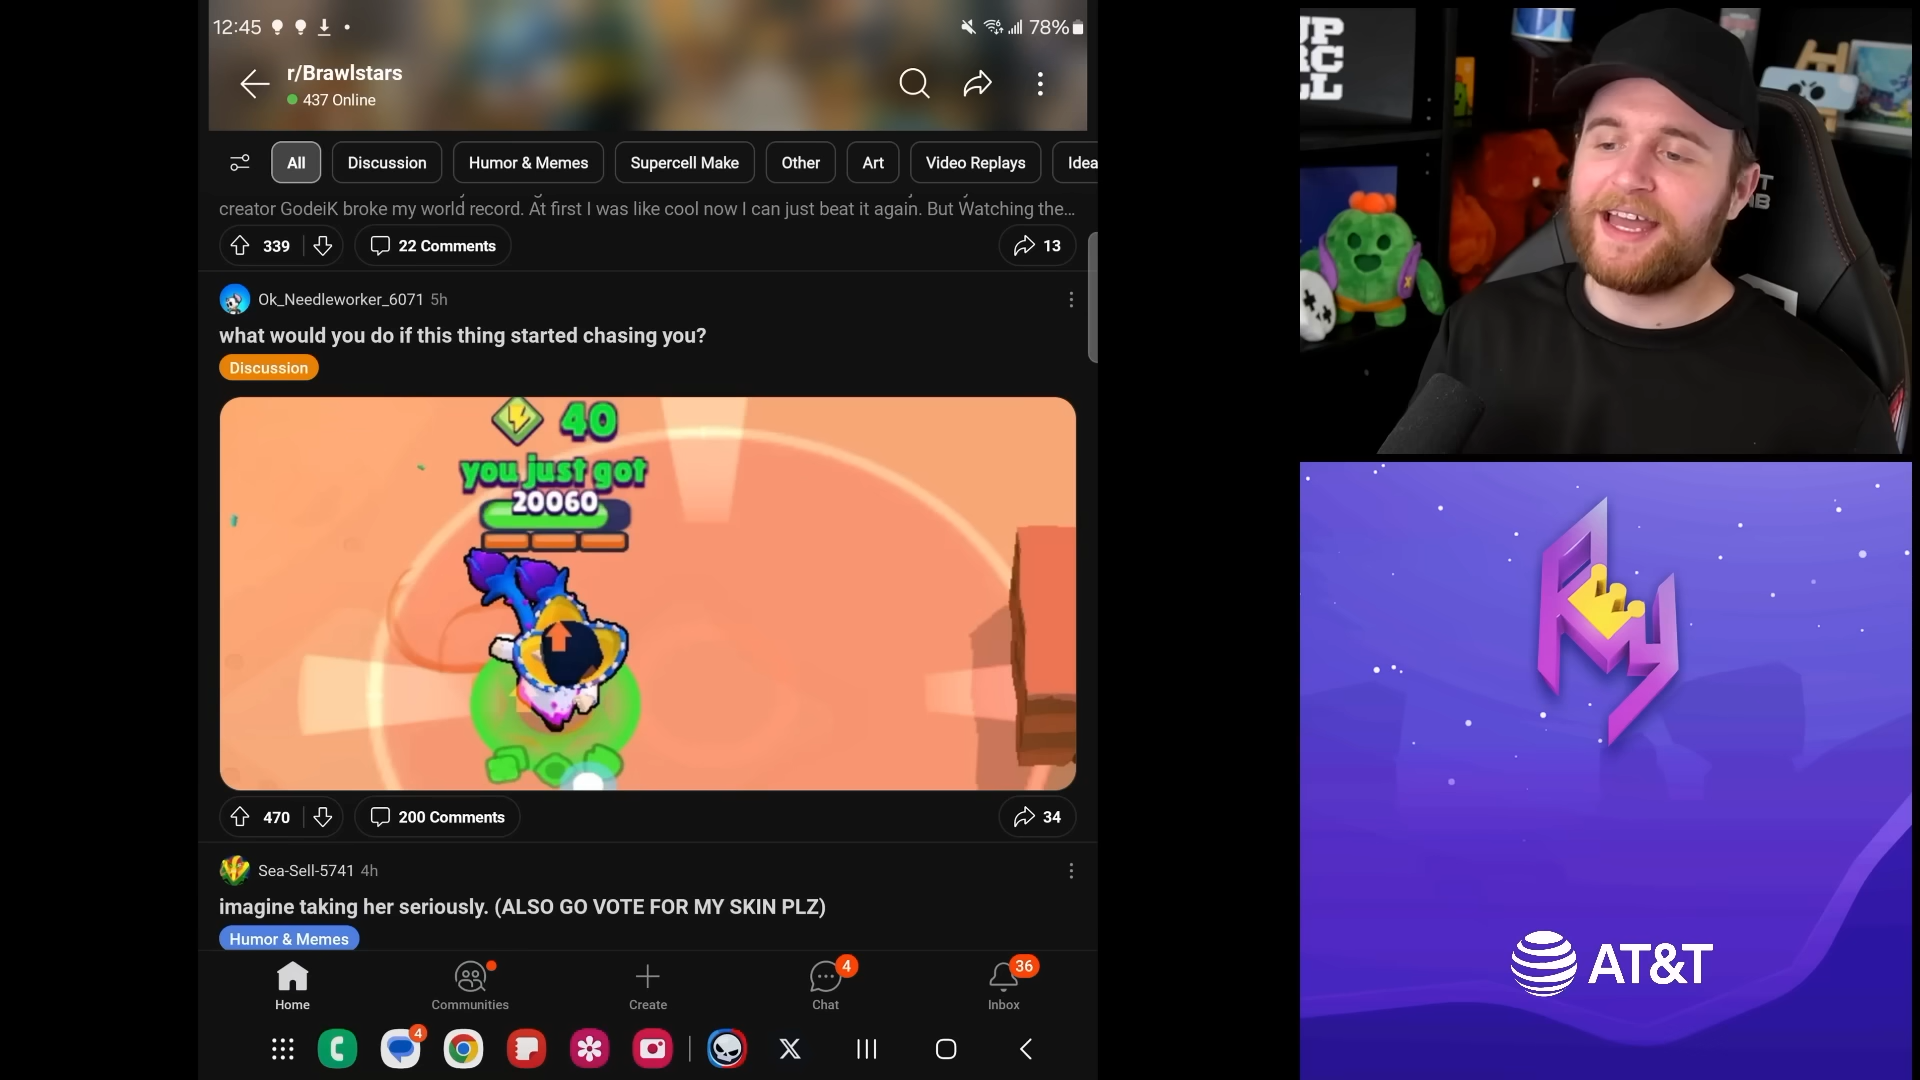 12:45
78%
r/Brawlstars
437 Online
All
Discussion
Humor & Memes
Supercell Make
Other
Art
Video Replays
Idea
creator GodeiK broke my world record. At first I was like cool now I can just beat it again. But Watching the...
339
22 Comments
13
Ok_Needleworker_6071 5h
what would you do if this thing started chasing you?
Discussion
40
you just got
20060
470
200 Comments
34
Sea-Sell-5741 4h
imagine taking her seriously. (ALSO GO VOTE FOR MY SKIN PLZ)
Humor & Memes
4
36
Home
Communities
Create
Chat
Inbox
4
AT&T